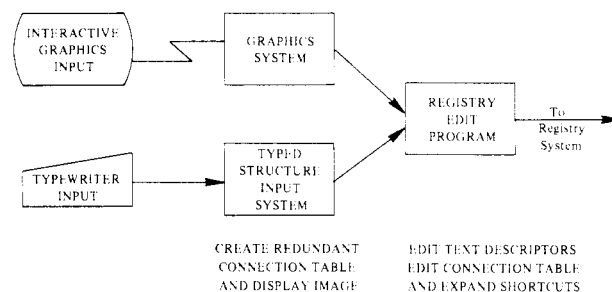 INTERACTIVE
GRAPHICS
INPUT
GRAPHICS
SYSTEM
REGISTRY
EDIT
PROGRAM
To
Registry
System
TYPEWRITER
INPUT
TYPED
STRUCTURE
INPUT
SYSTEM
CREATE REDUNDANT
CONNECTION TABLE
AND DISPLAY IMAGE
EDIT TEXT DESCRIPTORS
EDIT CONNECTION TABLE
AND EXPAND SHORTCUTS